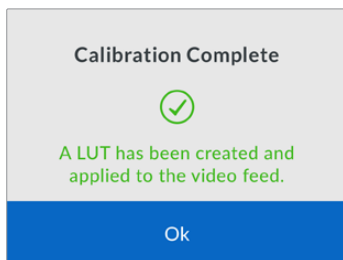 Calibration Complete
A LUT has been created and
applied to the video feed.
Ok